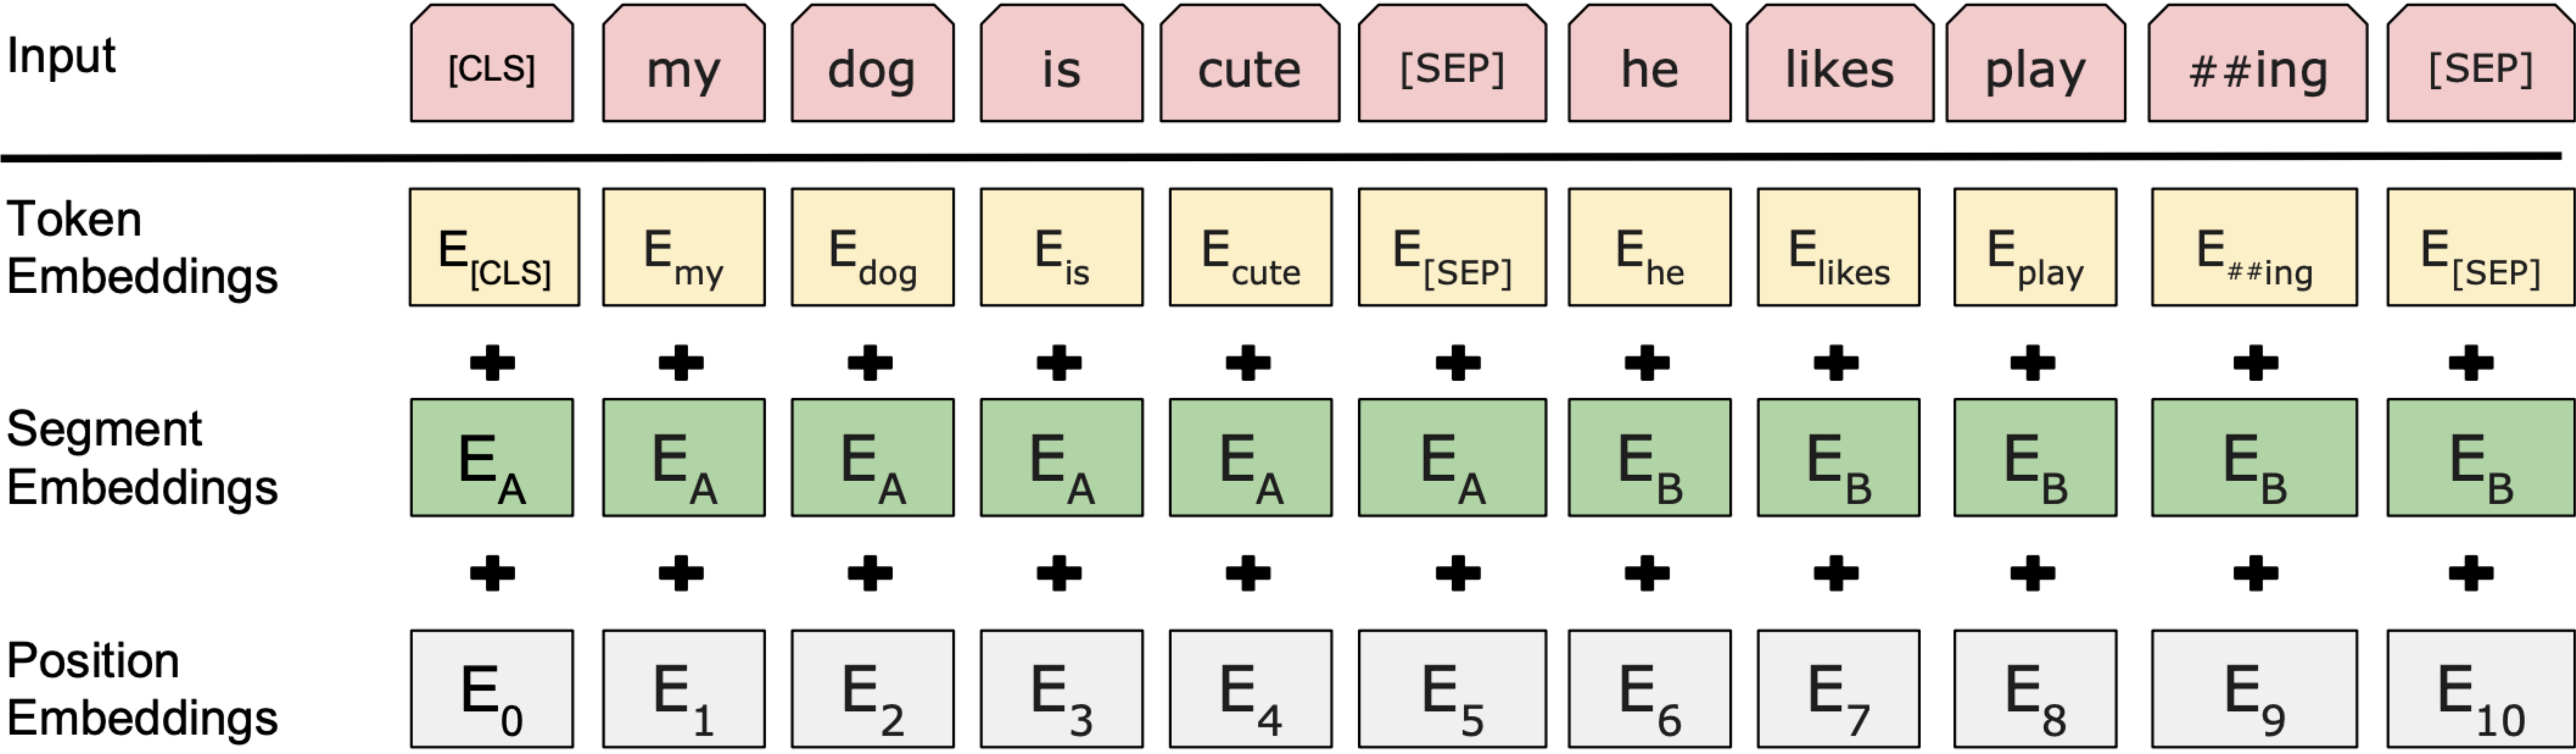 Input [CLS] my dog is cute [SEP] he likes play ##ing [SEP]
Token
Embeddings
E[CLS] Emy Edog Eis Ecute E[SEP] Ehe Elikes Eplay E##ing E[SEP]
+ + + + + + + + + + +
Segment
Embeddings
EA EA EA EA EA EA EB EB EB EB EB
+ + + + + + + + + + +
Position
Embeddings
E0 E1 E2 E3 E4 E5 E6 E7 E8 E9 E10